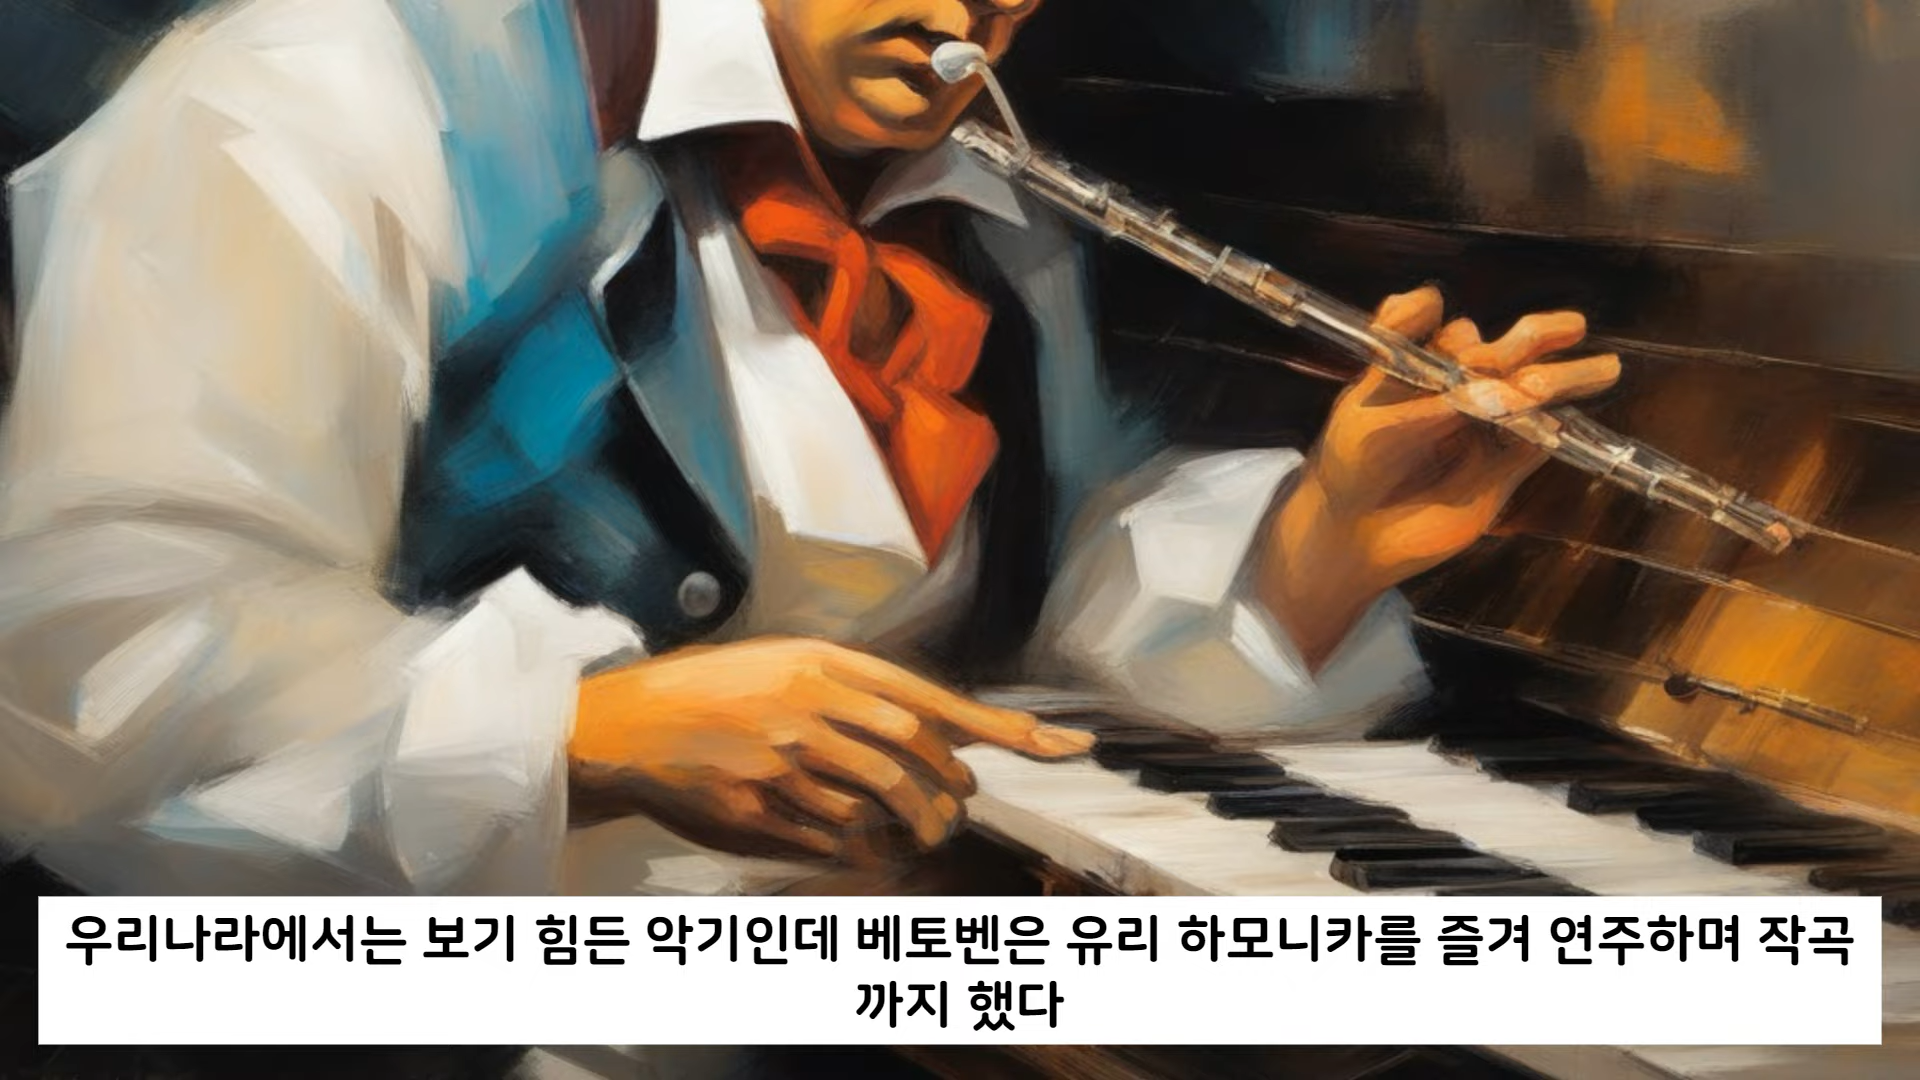 우리나라에서는 보기 힘든 악기인데 베토벤은 유리 하모니카를 즐겨 연주하며 작곡
까지 했다